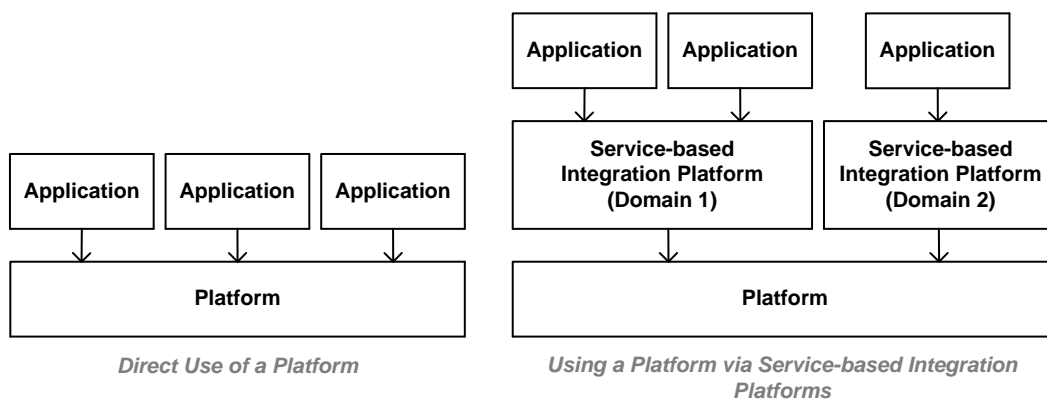 Application
Application
Application
Platform
Direct Use of a Platform
Application
Application
Application
Service-based
Integration Platform
(Domain 1)
Service-based
Integration Platform
(Domain 2)
Platform
Using a Platform via Service-based Integration
Platforms